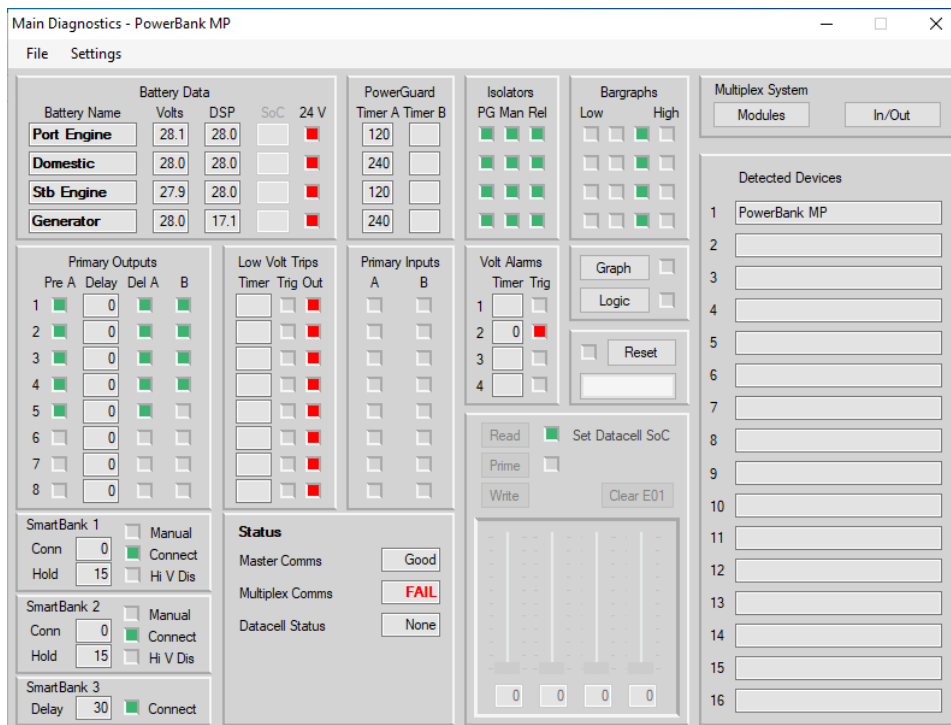 Main Diagnostics - PowerBank MP
File Settings
Battery Data
Battery Name Volts DSP SoC 24 V
Port Engine 28.1 28.0
Domestic 28.0 28.0
Stb Engine 27.9 28.0
Generator 28.0 17.1
PowerGuard
Timer A Timer B
120
240
120
240
Isolators
PG Man Rel
Bargraphs
Low High
Multiplex System
Modules In/Out
Primary Outputs
Pre A Delay Del A B
1 0
2 0
3 0
4 0
5 0
6 0
7 0
8 0
Low Volt Trips
Timer Trig Out
Primary Inputs
A B
Volt Alarms
Timer Trig
1
2 0
3
4
Graph
Logic
Reset
Detected Devices
1 PowerBank MP
2
3
4
5
6
7
8
9
10
11
12
13
14
15
16
Read Set Datacell SoC
Prime
Write Clear E01
0 0 0 0
SmartBank 1
Manual
Conn 0 Connect
Hold 15 Hi V Dis
SmartBank 2
Manual
Conn 0 Connect
Hold 15 Hi V Dis
SmartBank 3
Delay 30 Connect
Status
Master Comms Good
Multiplex Comms FAIL
Datacell Status None